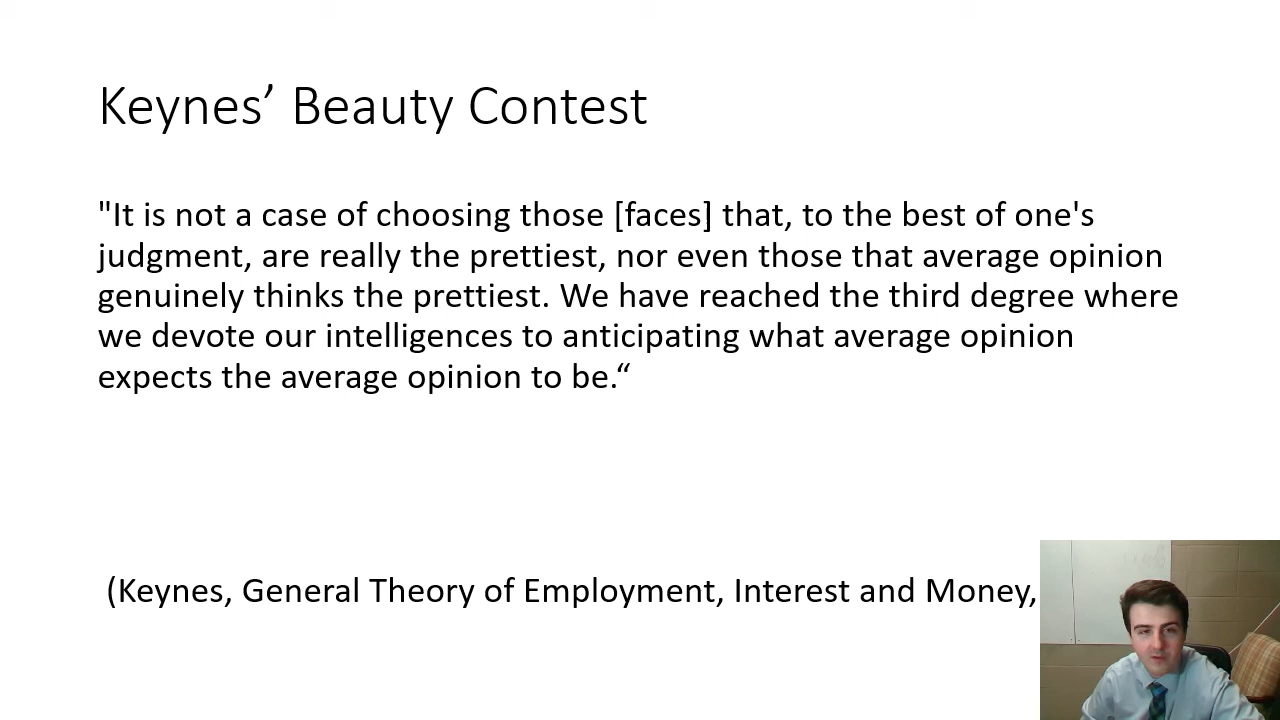 Keynes’ Beauty Contest
"It is not a case of choosing those [faces] that, to the best of one's
judgment, are really the prettiest, nor even those that average opinion
genuinely thinks the prettiest. We have reached the third degree where
we devote our intelligences to anticipating what average opinion
expects the average opinion to be.“
(Keynes, General Theory of Employment, Interest and Money,